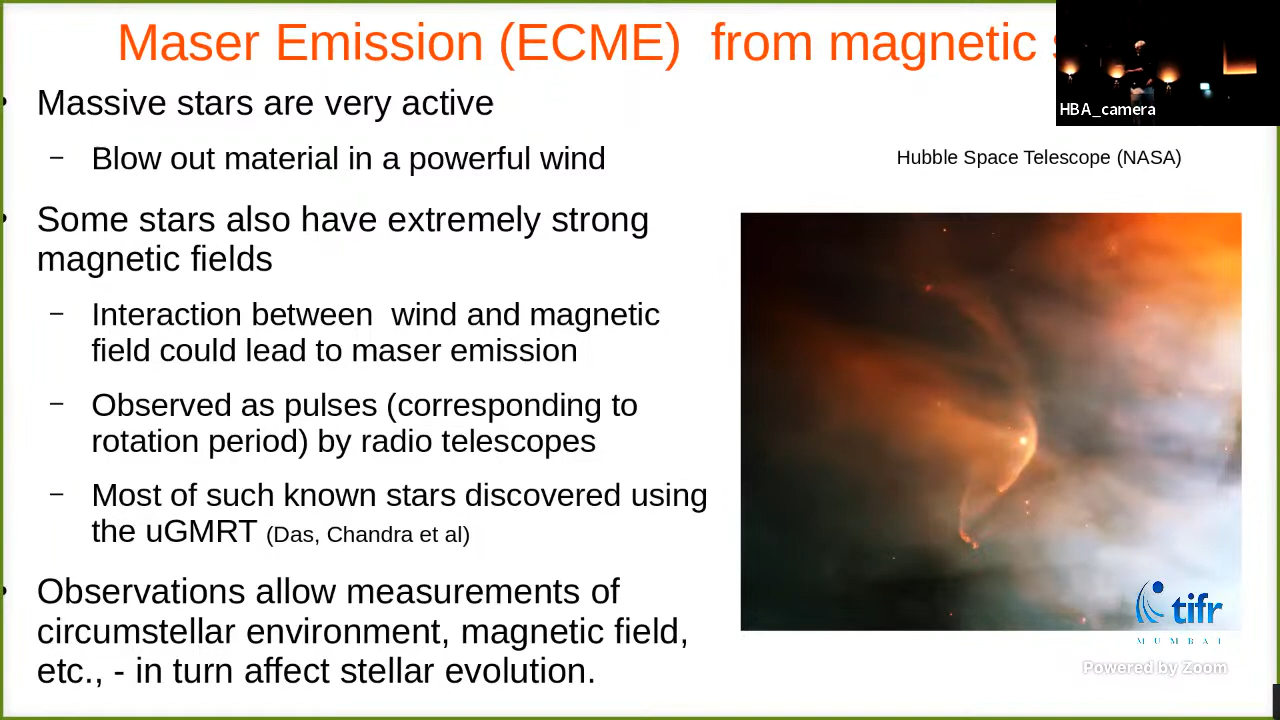 Maser Emission (ECME) from magnetic
HBA_camera
• Massive stars are very active
– Blow out material in a powerful wind
Hubble Space Telescope (NASA)
• Some stars also have extremely strong
magnetic fields
– Interaction between wind and magnetic
field could lead to maser emission
– Observed as pulses (corresponding to
rotation period) by radio telescopes
– Most of such known stars discovered using
the uGMRT (Das, Chandra et al)
• Observations allow measurements of
circumstellar environment, magnetic field,
etc., - in turn affect stellar evolution.
tifr
MUMBAI
Powered by Zoom